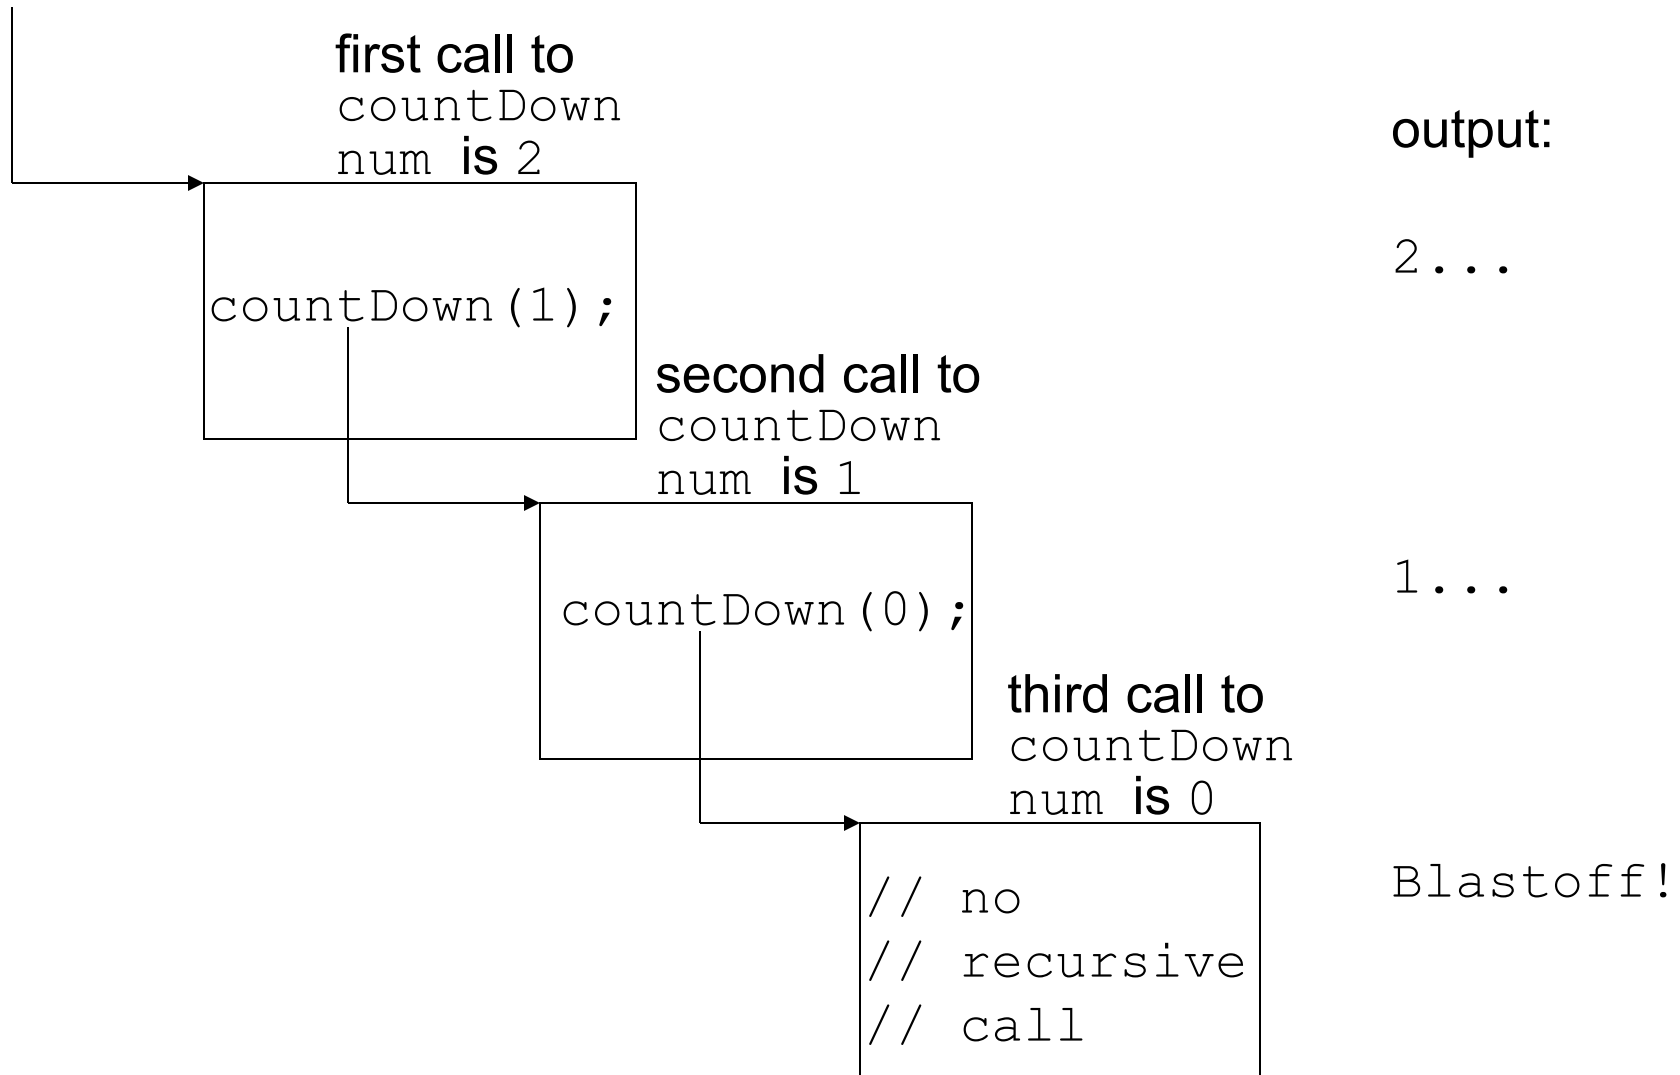 first call to
countDown
num is 2
output:
2...
countDown(1);
second call to
countDown
num is 1
1...
countDown(0);
third call to
countDown
num is 0
Blastoff!
// no
// recursive
// call